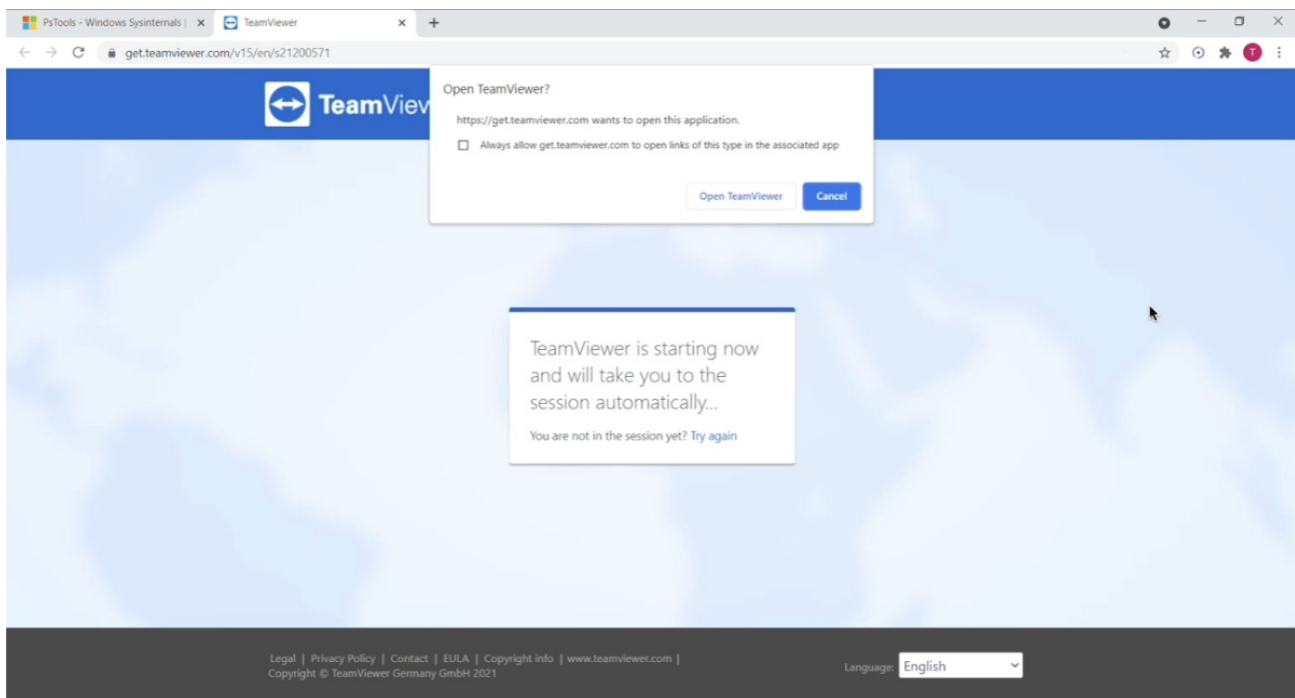 PsTools - Windows Sysinternals |
TeamViewer
get.teamviewer.com/v15/en/s21200571
T
TeamView
Open TeamViewer?
https://get.teamviewer.com wants to open this application.
Always allow get.teamviewer.com to open links of this type in the associated app
Open TeamViewer
Cancel
TeamViewer is starting now
and will take you to the
session automatically...
You are not in the session yet? Try again
Legal | Privacy Policy | Contact | EULA | Copyright info | www.teamviewer.com |
Copyright © TeamViewer Germany GmbH 2021
Language: English